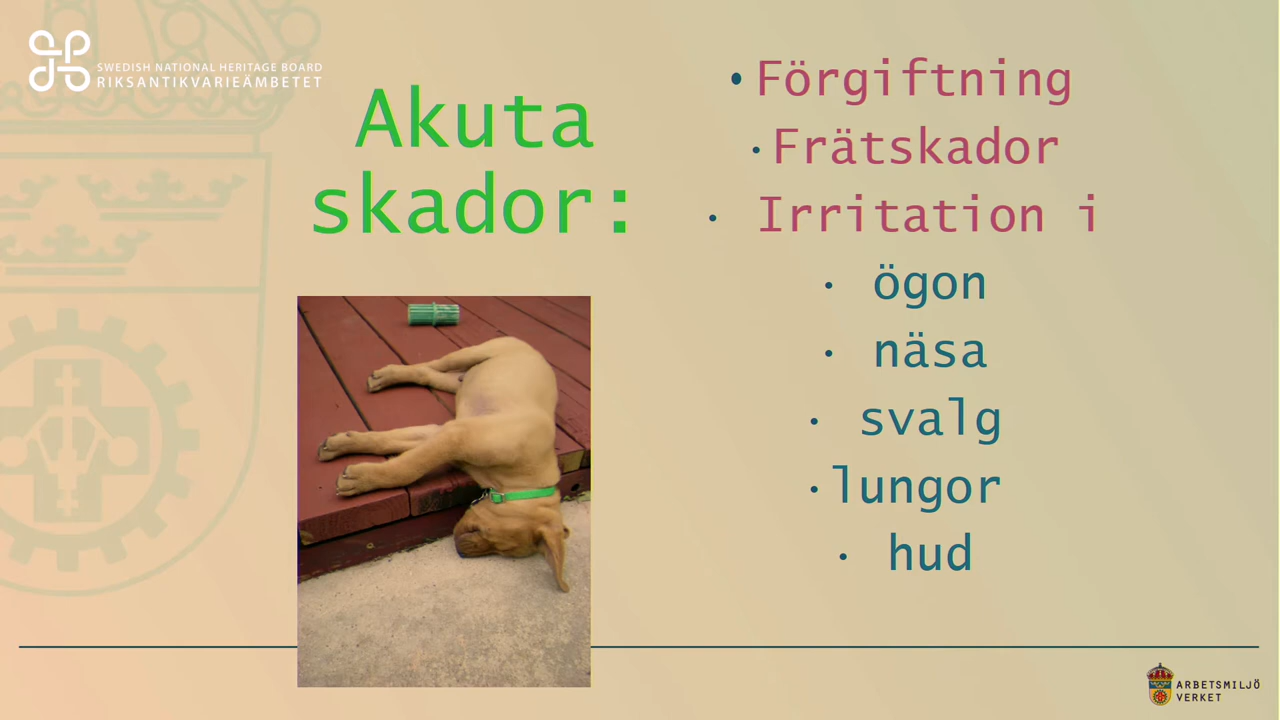 SWEDISH NATIONAL HERITAGE BOARD
RIKSANTIKVARIEÄMBETET
Akuta
skador:
• Förgiftning
• Frätskador
• Irritation i
• ögon
• näsa
• svalg
• lungor
• hud
ARBETSMILJÖ
VERKET